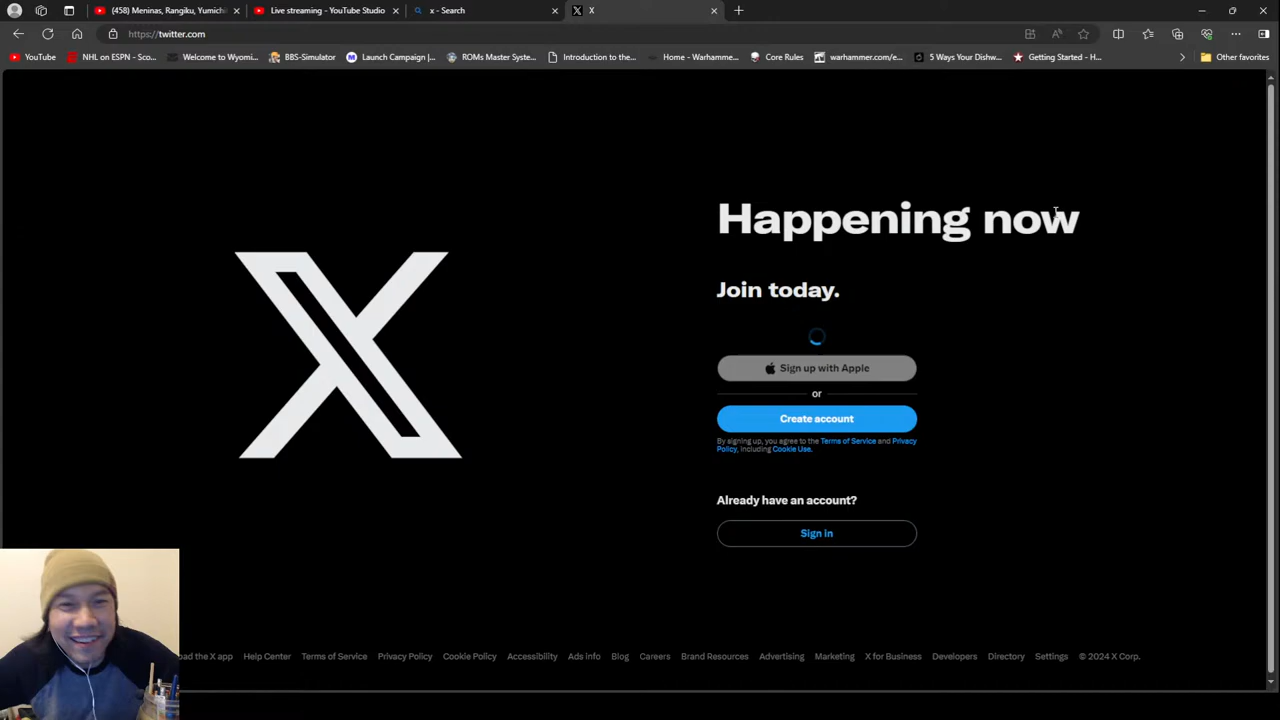 (458) Meninas, Rangiku, Yumich
Live streaming - YouTube Studio
x - Search
X
https://twitter.com
YouTube
NHL on ESPN - Sco...
Welcome to Wyomi...
BBS-Simulator
Launch Campaign |...
ROMs Master Syste...
Introduction to the...
Home - Warhamme...
Core Rules
warhammer.com/e...
5 Ways Your Dishw...
Getting Started - H...
Other favorites
Happening now
Join today.
Sign up with Apple
or
Create account
By signing up, you agree to the Terms of Service and Privacy
Policy, including Cookie Use.
Already have an account?
Sign in
oad the X app Help Center Terms of Service Privacy Policy Cookie Policy Accessibility Ads info Blog Careers Brand Resources Advertising Marketing X for Business Developers Directory Settings © 2024 X Corp.